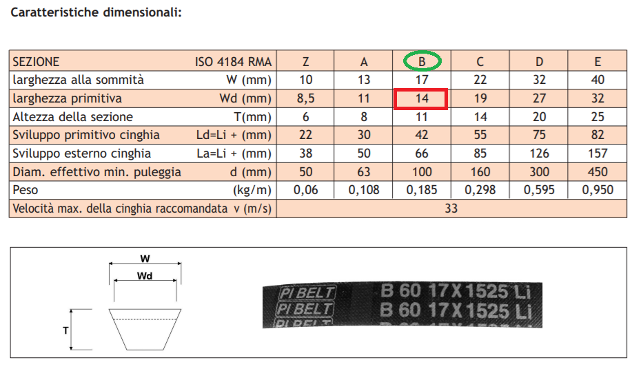 Caratteristiche dimensionali:
SEZIONE ISO 4184 RMA Z A B C D E
larghezza alla sommità W (mm) 10 13 17 22 32 40
larghezza primitiva Wd (mm) 8,5 11 14 19 27 32
Altezza della sezione T(mm) 6 8 11 14 20 25
Sviluppo primitivo cinghia Ld=Li + (mm) 22 30 42 55 75 82
Sviluppo esterno cinghia La=Li + (mm) 38 50 66 85 126 157
Diam. effettivo min. puleggia d (mm) 50 63 100 160 300 450
Peso (kg/m) 0,06 0,108 0,185 0,298 0,595 0,950
Velocità max. della cinghia raccomandata v (m/s) 33
W
Wd
T
PI BELT B 60 17X1525 Li
PI BELT B 60 17X1525 Li